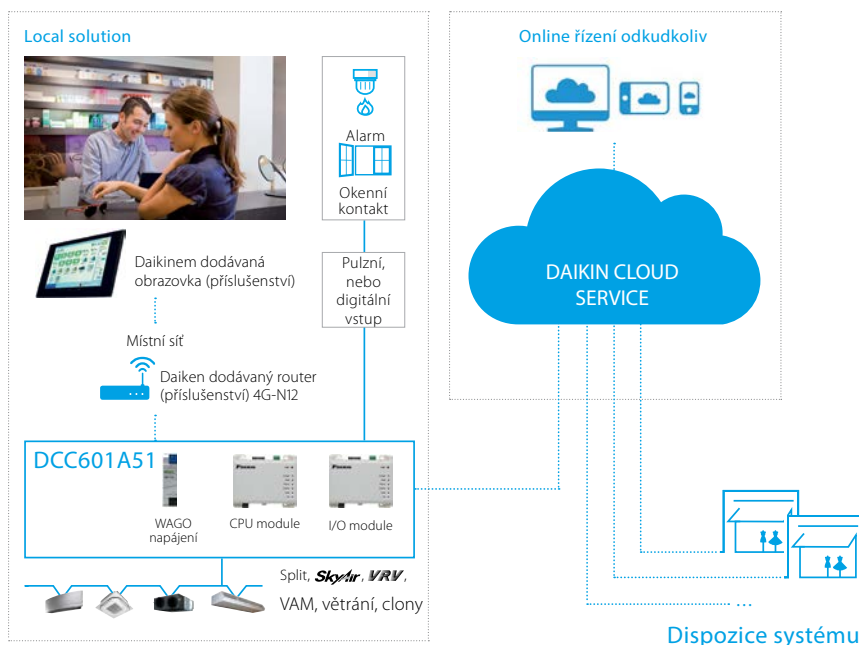 Local solution
Alarm
Okenní
kontakt
Daikinem dodávaná
obrazovka (příslušenství)
Pulzní,
nebo
digitální
vstup
Místní síť
Daiken dodávaný router
(příslušenství) 4G-N12
DCC601A51
WAGO
napájení
CPU module
I/O module
Split, SkyAir, VRV,
VAM, větrání, clony
Online řízení odkudkoliv
DAIKIN CLOUD
SERVICE
...
Dispozice systému